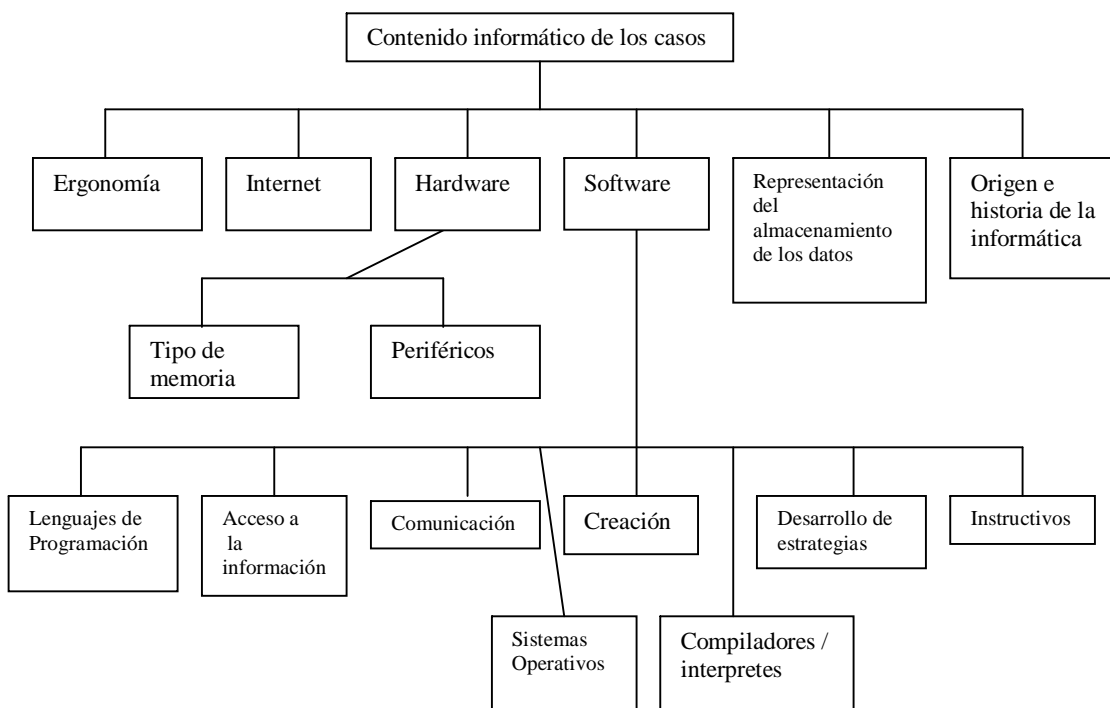 Contenido informático de los casos
Ergonomía
Internet
Hardware
Software
Representación
del
almacenamiento
de los datos
Origen e
historia de la
informática
Tipo de
memoria
Periféricos
Lenguajes de
Programación
Acceso a
la
información
Comunicación
Creación
Desarrollo de
estrategias
Instructivos
Sistemas
Operativos
Compiladores /
interpretes